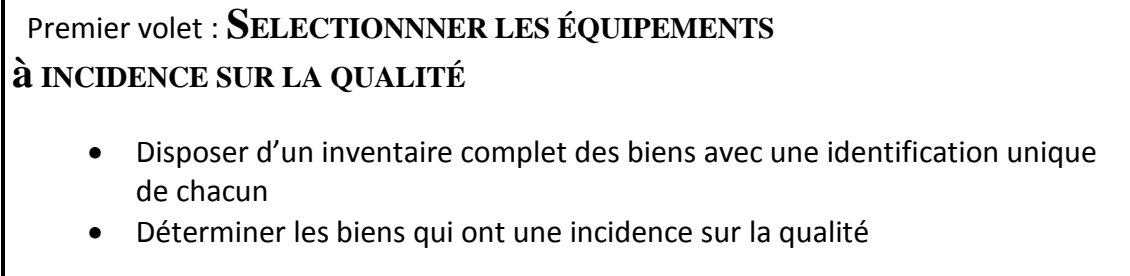 Premier volet : SELECTIONNNER LES ÉQUIPEMENTS
à INCIDENCE SUR LA QUALITÉ
• Disposer d'un inventaire complet des biens avec une identification unique
de chacun
• Déterminer les biens qui ont une incidence sur la qualité